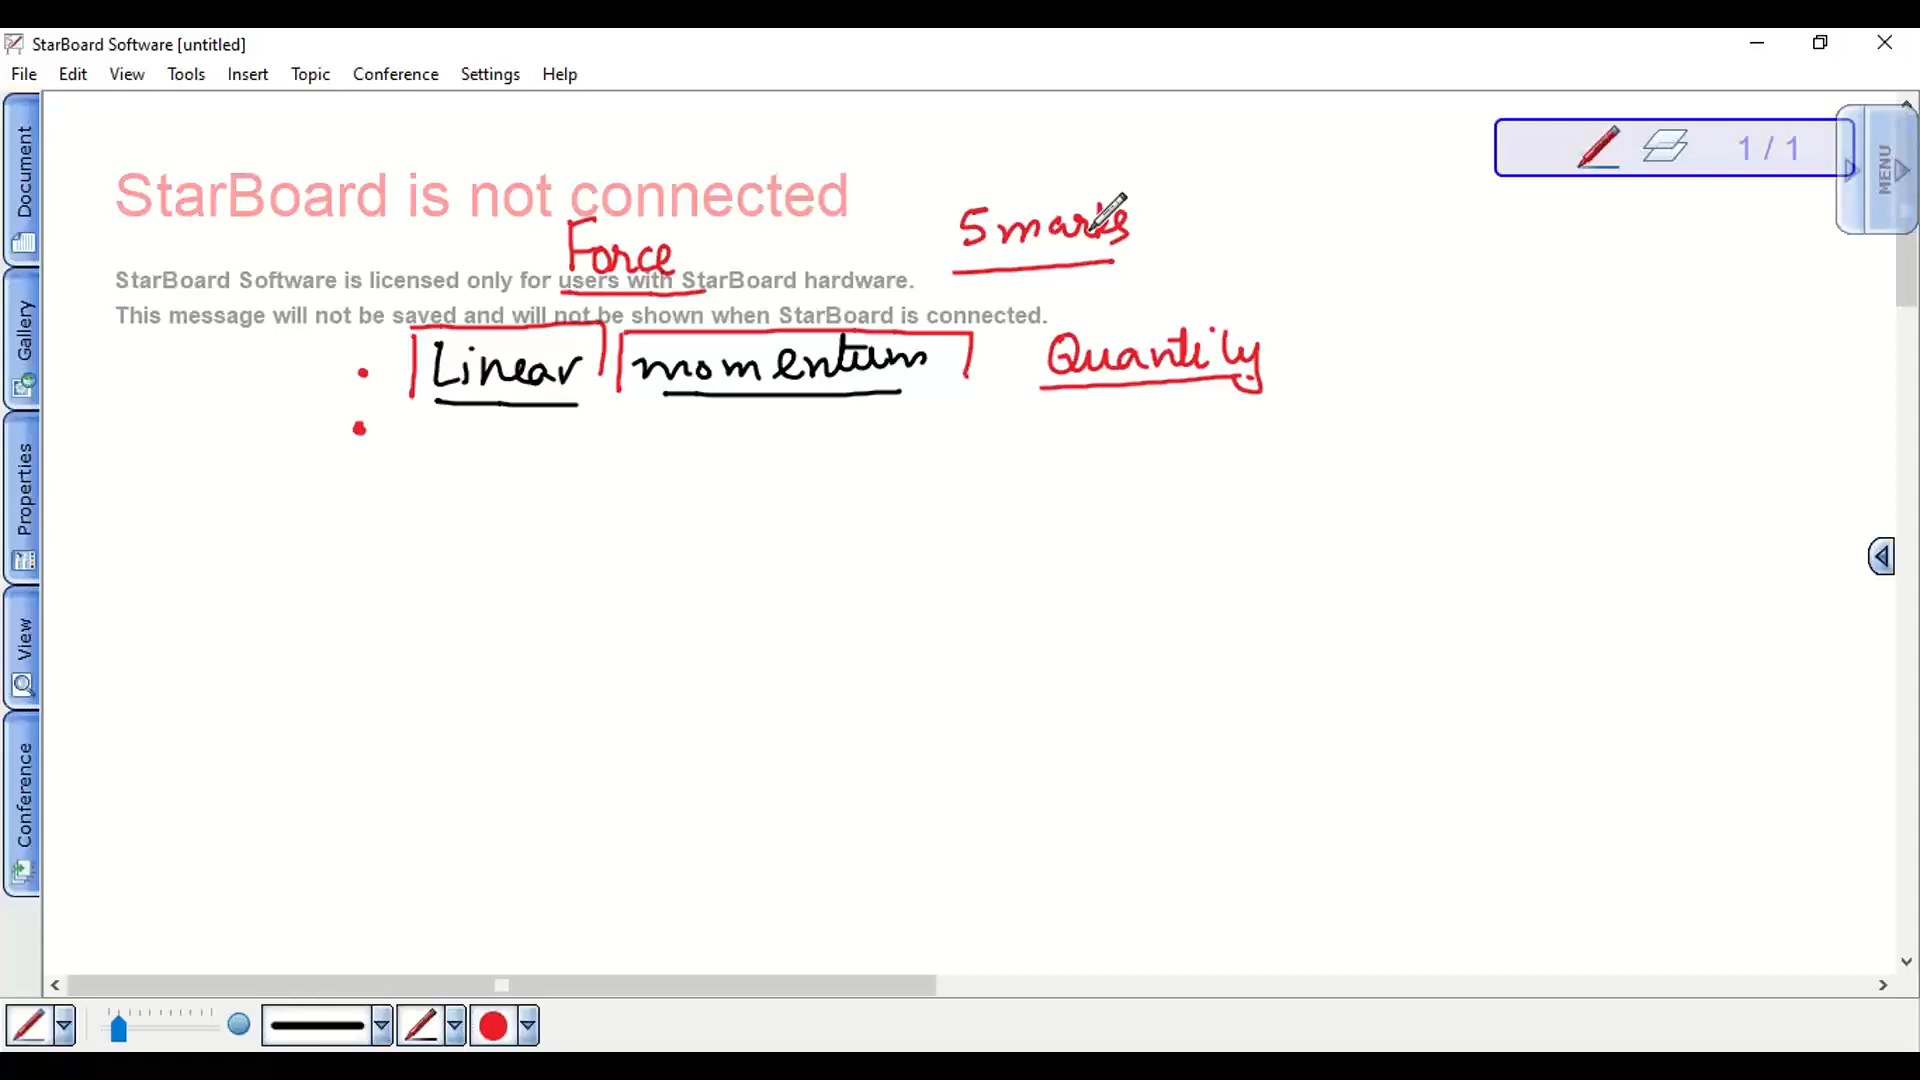 StarBoard Software [untitled]
File Edit View Tools Insert Topic Conference Settings Help
Document
Gallery
Properties
View
Conference
1 / 1
MENU
StarBoard is not connected
Force
5 marks
StarBoard Software is licensed only for users with StarBoard hardware.
This message will not be saved and will not be shown when StarBoard is connected.
• Linear momentum Quantity
•